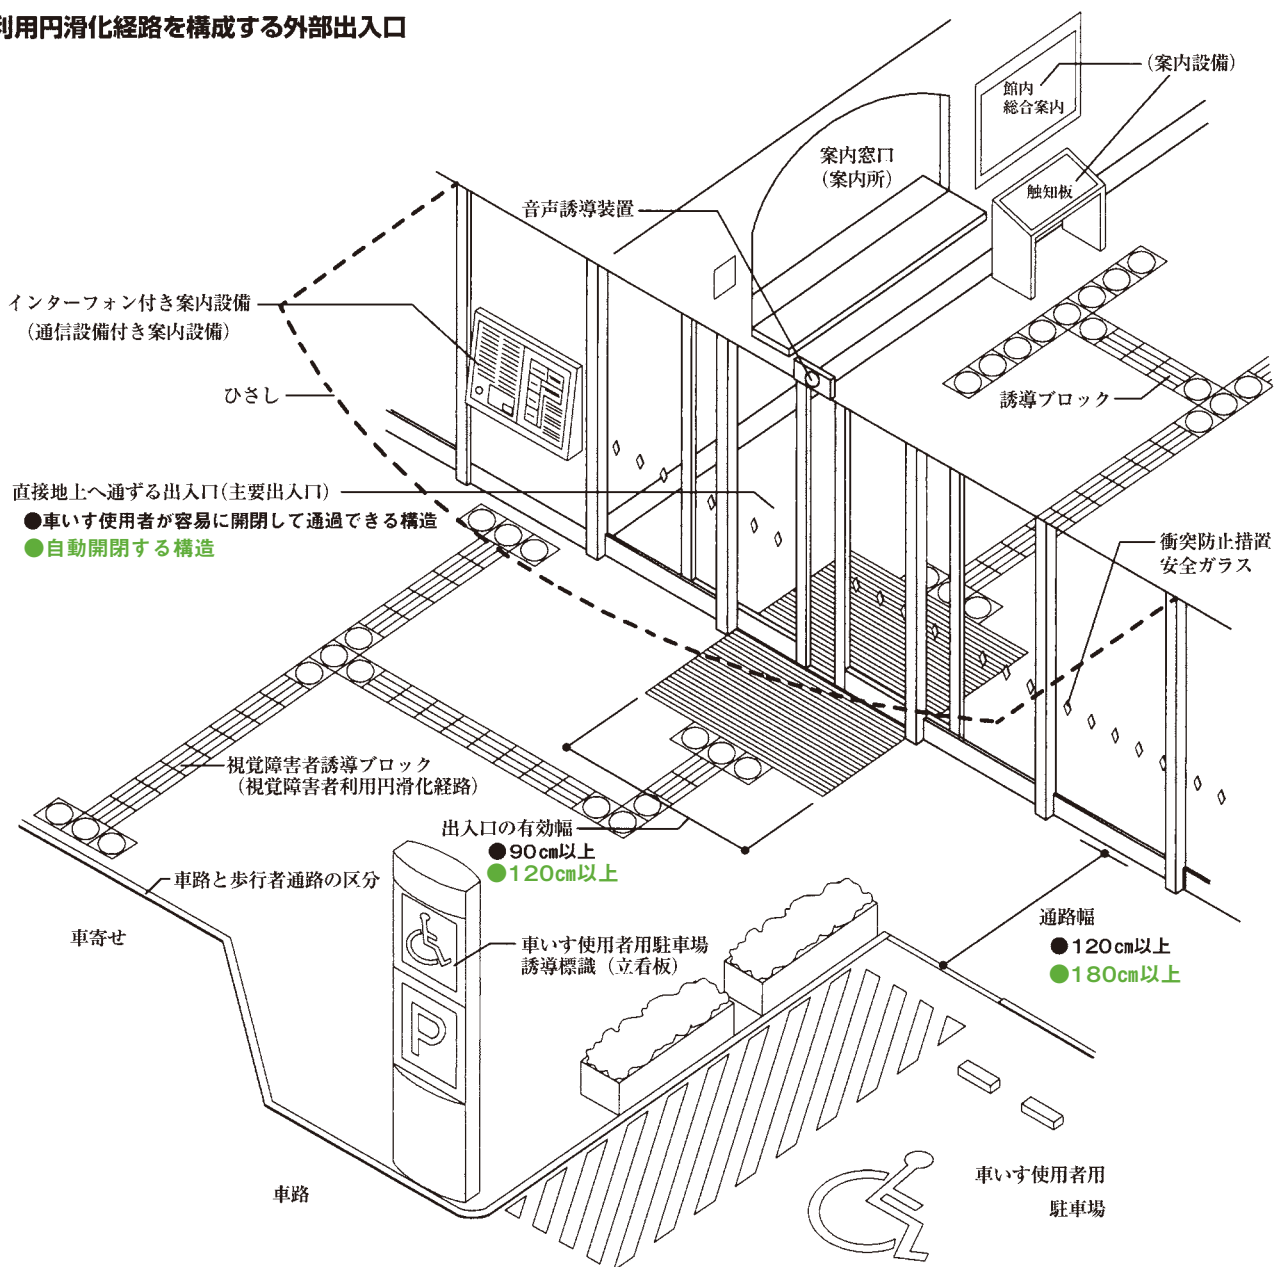 利用円滑化経路を構成する外部出入口
(案内設備)
館内
総合案内
案内窓口
(案内所)
触知板
音声誘導装置
インターフォン付き案内設備
(通信設備付き案内設備)
ひさし
誘導ブロック
直接地上へ通ずる出入口(主要出入口)
●車いす使用者が容易に開閉して通過できる構造
●自動開閉する構造
衝突防止措置
安全ガラス
視覚障害者誘導ブロック
(視覚障害者利用円滑化経路)
出入口の有効幅
●90cm以上
●120cm以上
車路と歩行者通路の区分
車寄せ
通路幅
●120cm以上
●180cm以上
車いす使用者用駐車場
誘導標識(立看板)
P
車路
車いす使用者用
駐車場